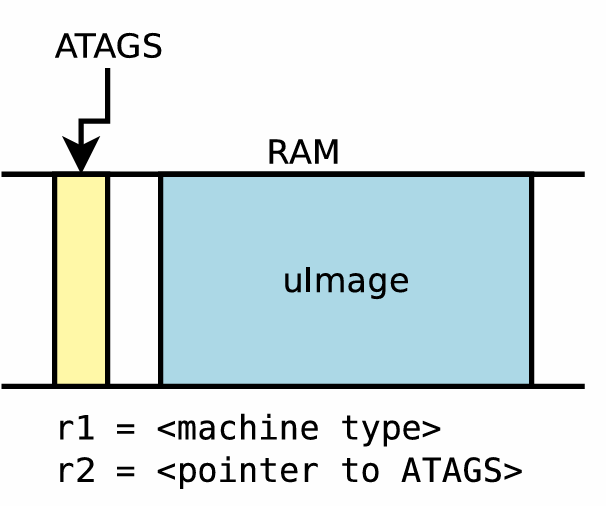 ATAGS
RAM
uImage
r1 = <machine type>
r2 = <pointer to ATAGS>